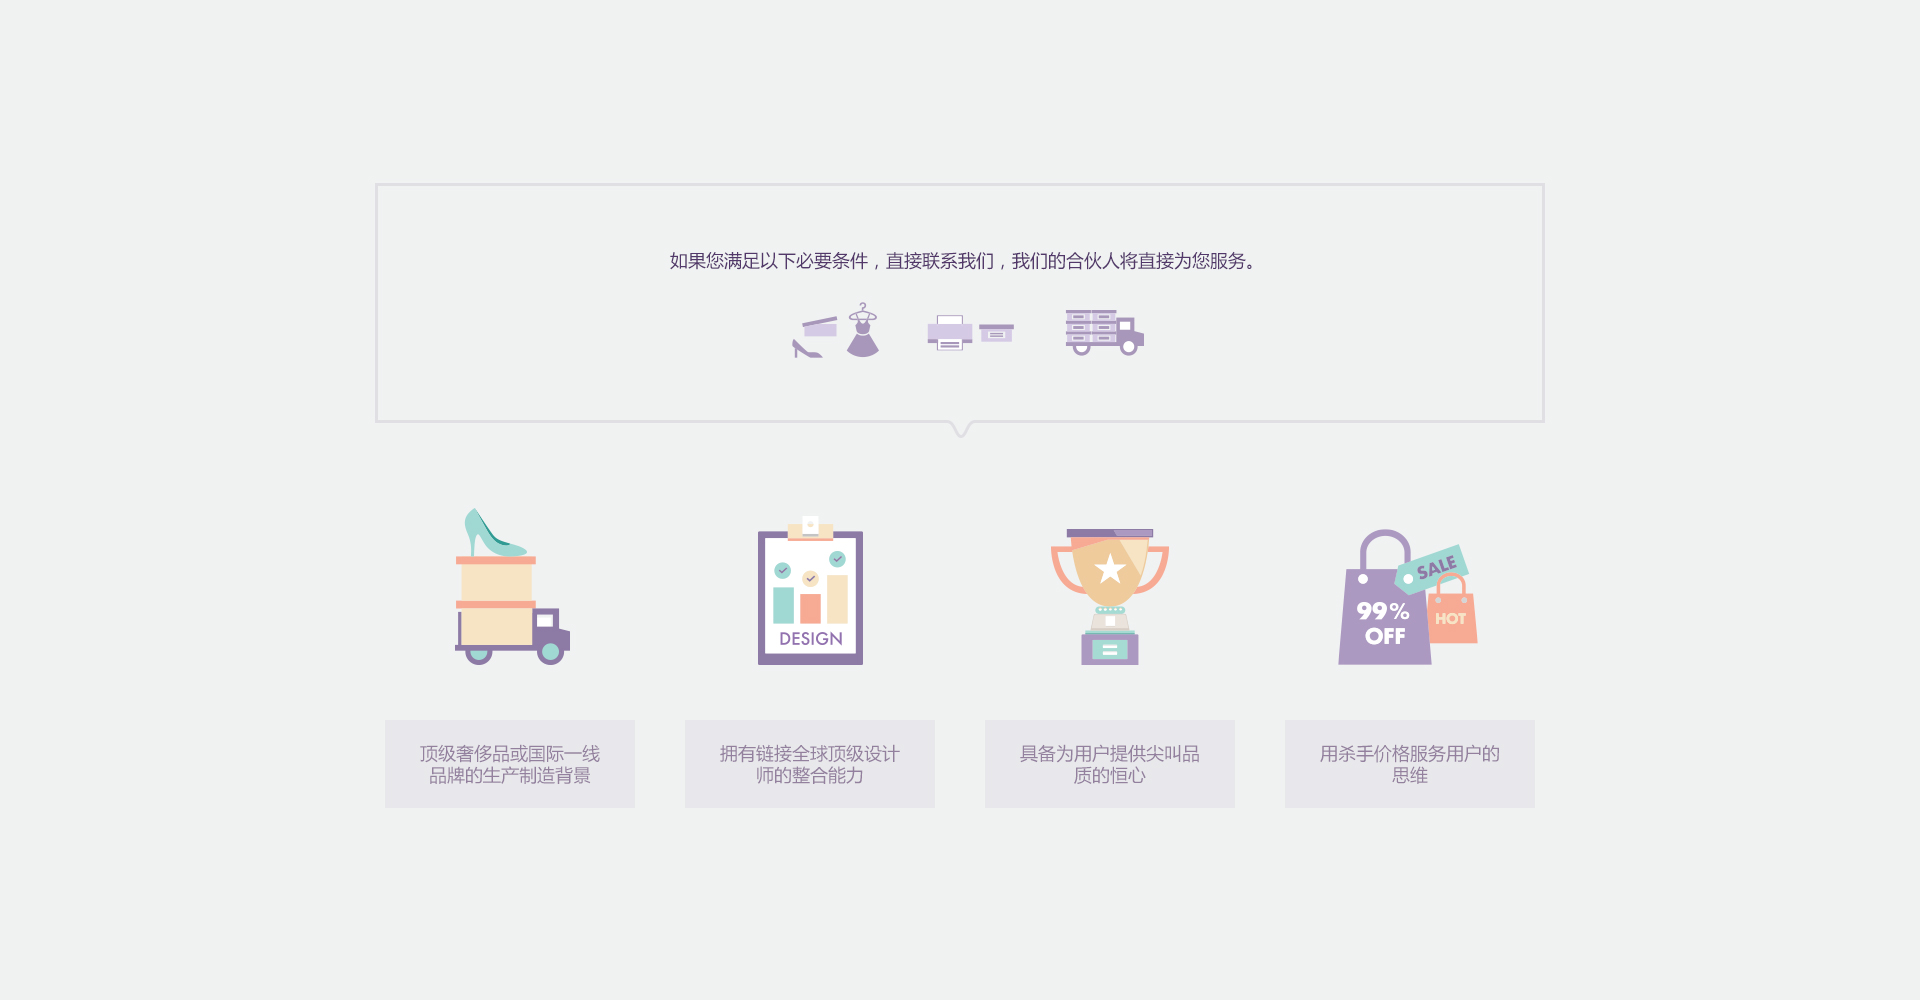 如果您满足以下必要条件，直接联系我们，我们的合伙人将直接为您服务。
DESIGN
SALE
99%
OFF
HOT
顶级奢侈品或国际一线
品牌的生产制造背景
拥有链接全球顶级设计
师的整合能力
具备为用户提供尖叫品
质的恒心
用杀手价格服务用户的
思维